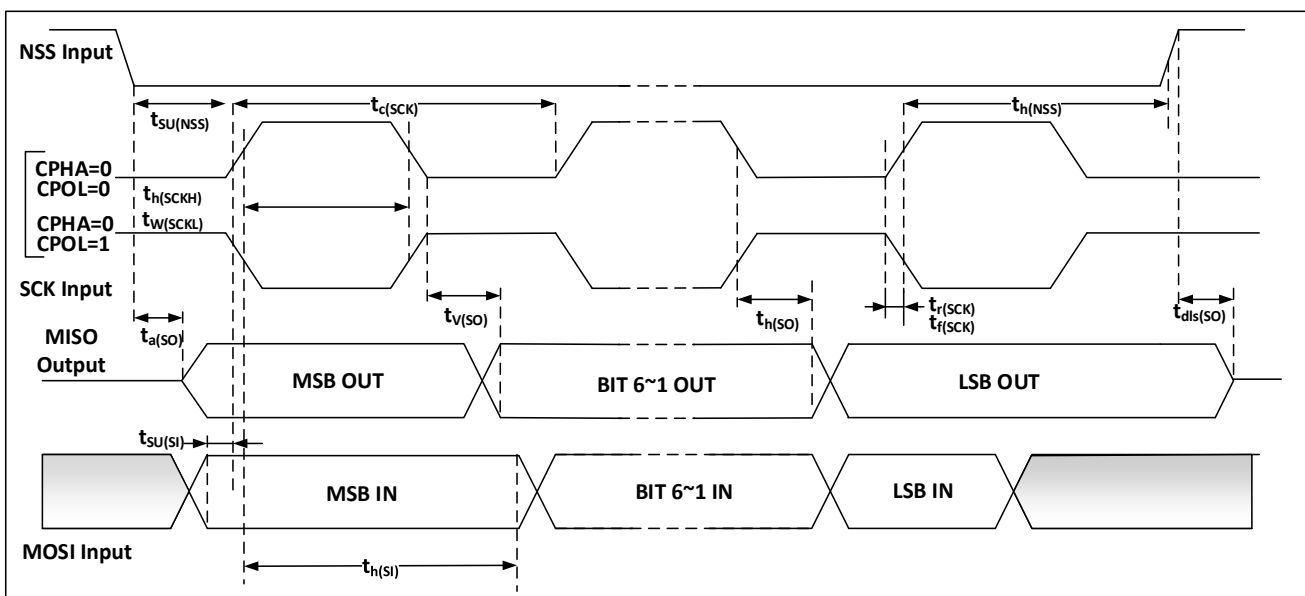 NSS Input
tSU(NSS)
tc(SCK)
th(NSS)
CPHA=0
CPOL=0
th(SCKH)
CPHA=0
CPOL=1
tW(SCKL)
SCK Input
ta(SO)
tV(SO)
th(SO)
tr(SCK)
tf(SCK)
tdls(SO)
MISO
Output
MSB OUT
BIT 6~1 OUT
LSB OUT
tSU(SI)
MSB IN
BIT 6~1 IN
LSB IN
MOSI Input
th(SI)